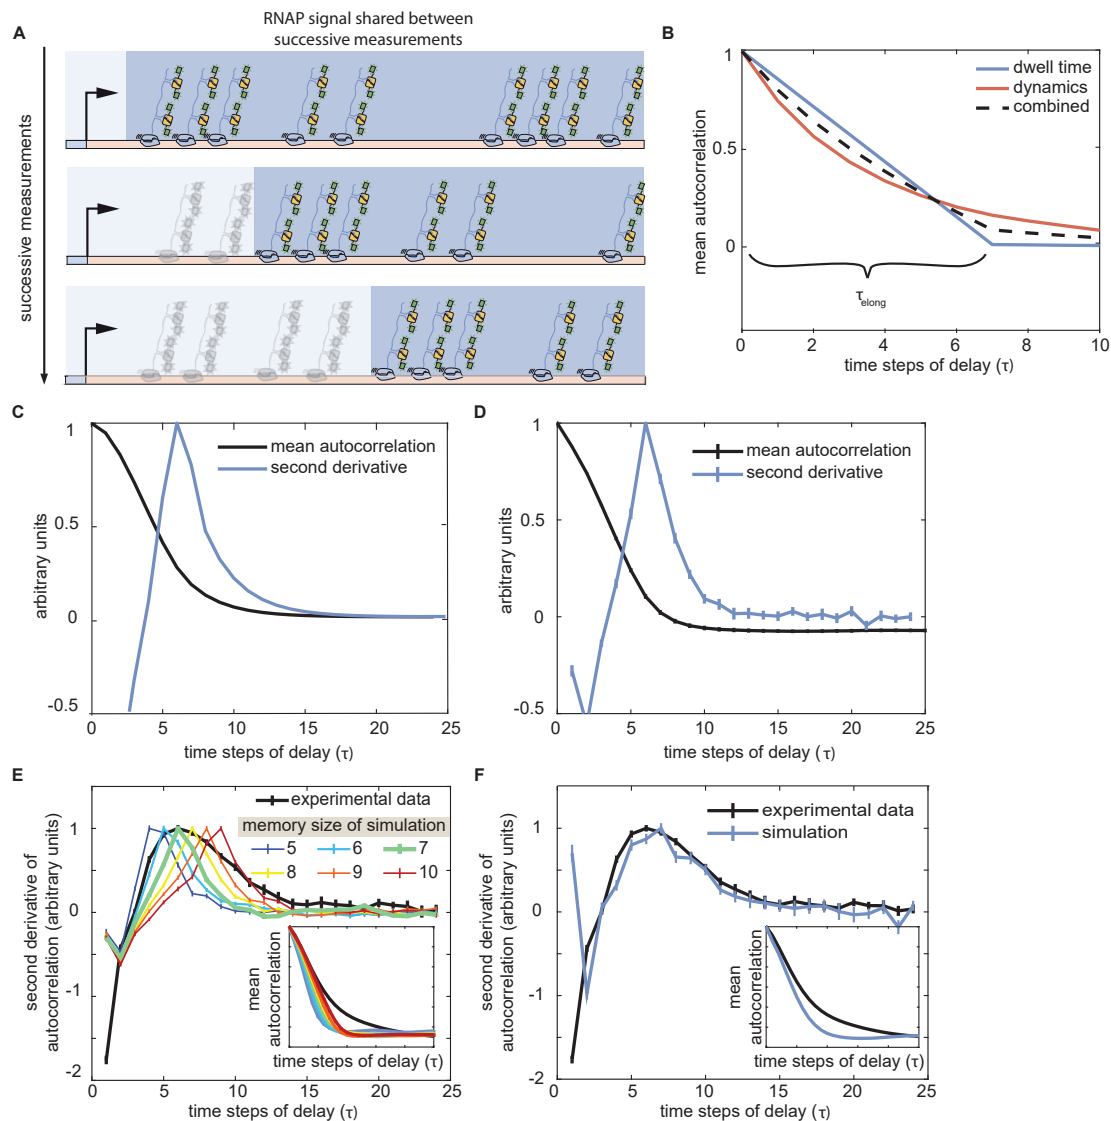 A
RNAP signal shared between
successive measurements
successive measurements
B
1
0.5
0
mean autocorrelation
dwell time
dynamics
combined
τelong
0 2 4 6 8 10
time steps of delay (τ)
C
1
0.5
0
-0.5
arbitrary units
mean autocorrelation
second derivative
0 5 10 15 20 25
time steps of delay (τ)
D
1
0.5
0
-0.5
arbitrary units
mean autocorrelation
second derivative
0 5 10 15 20 25
time steps of delay (τ)
E
2
1
0
-1
-2
second derivative of
autocorrelation (arbitrary units)
experimental data
memory size of simulation
5 6 7
8 9 10
mean
autocorrelation
time steps of delay (τ)
0 5 10 15 20 25
time steps of delay (τ)
F
2
1
0
-1
-2
second derivative of
autocorrelation (arbitrary units)
experimental data
simulation
mean
autocorrelation
time steps of delay (τ)
0 5 10 15 20 25
time steps of delay (τ)